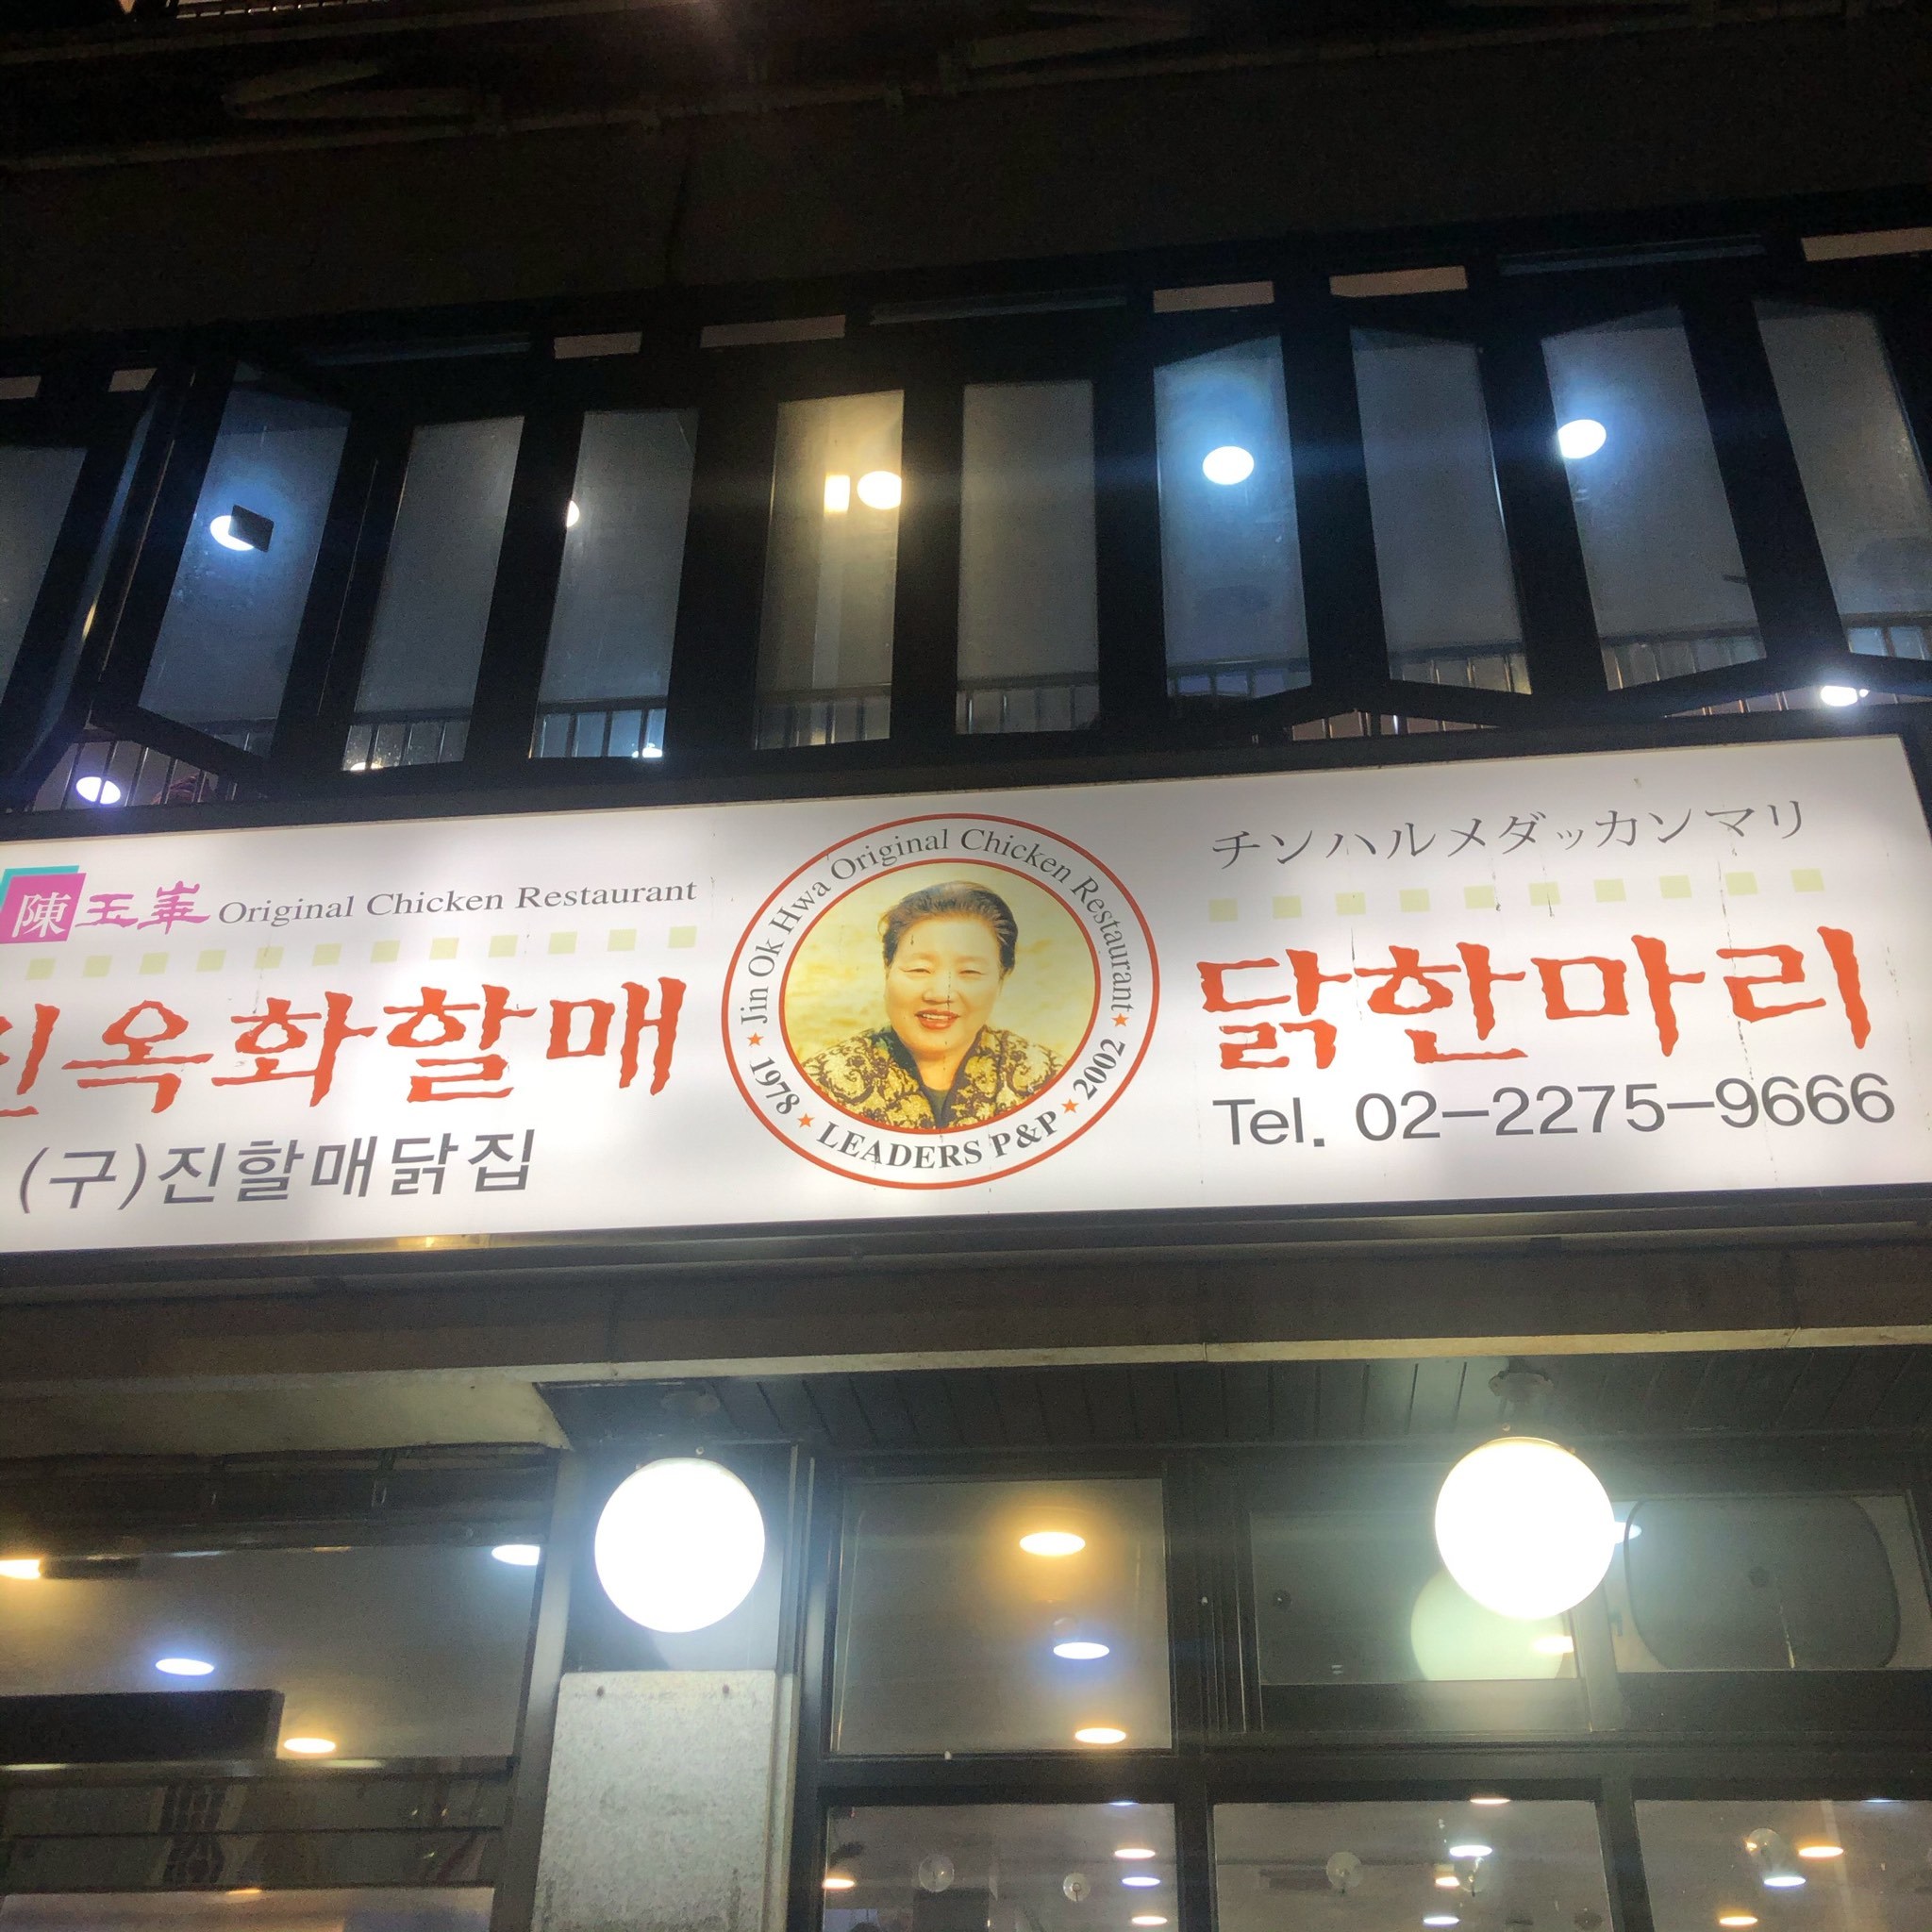 陳玉華 Original Chicken Restaurant
진옥화할매
(구)진할매닭집
Jin Ok Hwa Original Chicken Restaurant
1978 LEADERS P&P 2002
チンハルメダッカンマリ
닭한마리
Tel. 02-2275-9666